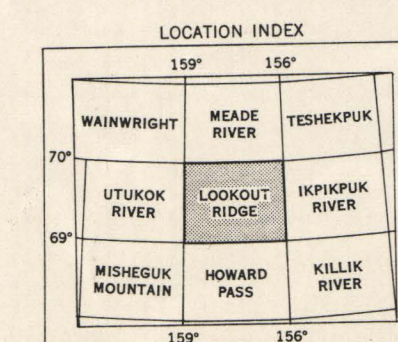 LOCATION INDEX
159° 156°
WAINWRIGHT
MEADE
RIVER
TESHEKPUK
70°
UTUKOK
RIVER
LOOKOUT
RIDGE
IKPIKPUK
RIVER
69°
MISHEGUK
MOUNTAIN
HOWARD
PASS
KILLIK
RIVER
159° 156°